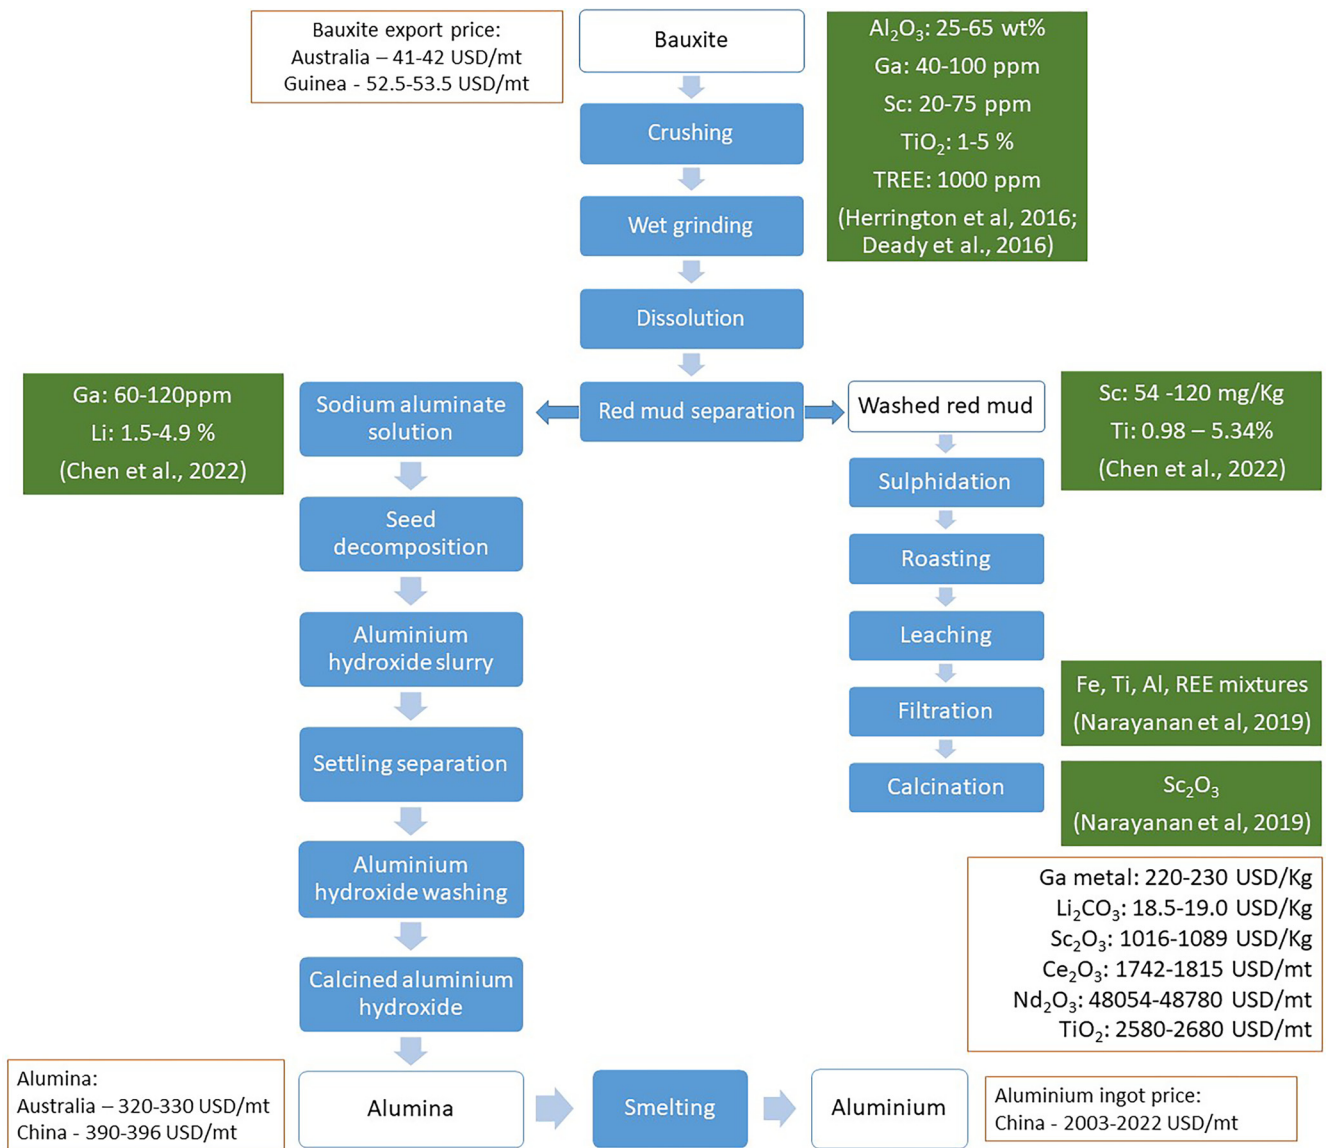 Bauxite export price:
Australia – 41-42 USD/mt
Guinea - 52.5-53.5 USD/mt
Bauxite
Al₂O₃: 25-65 wt%
Ga: 40-100 ppm
Sc: 20-75 ppm
TiO₂: 1-5 %
TREE: 1000 ppm
(Herrington et al, 2016;
Deady et al., 2016)
Crushing
Wet grinding
Dissolution
Red mud separation
Ga: 60-120ppm
Li: 1.5-4.9 %
(Chen et al., 2022)
Sodium aluminate
solution
Seed
decomposition
Aluminium
hydroxide slurry
Settling separation
Aluminium
hydroxide washing
Calcined aluminium
hydroxide
Washed red mud
Sc: 54 -120 mg/Kg
Ti: 0.98 – 5.34%
(Chen et al., 2022)
Sulphidation
Roasting
Leaching
Filtration
Fe, Ti, Al, REE mixtures
(Narayanan et al, 2019)
Calcination
Sc₂O₃
(Narayanan et al, 2019)
Ga metal: 220-230 USD/Kg
Li₂CO₃: 18.5-19.0 USD/Kg
Sc₂O₃: 1016-1089 USD/Kg
Ce₂O₃: 1742-1815 USD/mt
Nd₂O₃: 48054-48780 USD/mt
TiO₂: 2580-2680 USD/mt
Alumina:
Australia – 320-330 USD/mt
China - 390-396 USD/mt
Alumina
Smelting
Aluminium
Aluminium ingot price:
China - 2003-2022 USD/mt